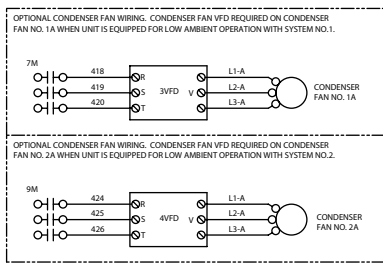 OPTIONAL CONDENSER FAN WIRING. CONDENSER FAN VFD REQUIRED ON CONDENSER
FAN NO. 1A WHEN UNIT IS EQUIPPED FOR LOW AMBIENT OPERATION WITH SYSTEM NO.1.
7M
418 R L1-A
419 S 3VFD V L2-A CONDENSER
420 T L3-A FAN NO. 1A
OPTIONAL CONDENSER FAN WIRING. CONDENSER FAN VFD REQUIRED ON CONDENSER
FAN NO. 2A WHEN UNIT IS EQUIPPED FOR LOW AMBIENT OPERATION WITH SYSTEM NO.2.
9M
424 R L1-A
425 S 4VFD V L2-A CONDENSER
426 T L3-A FAN NO. 2A